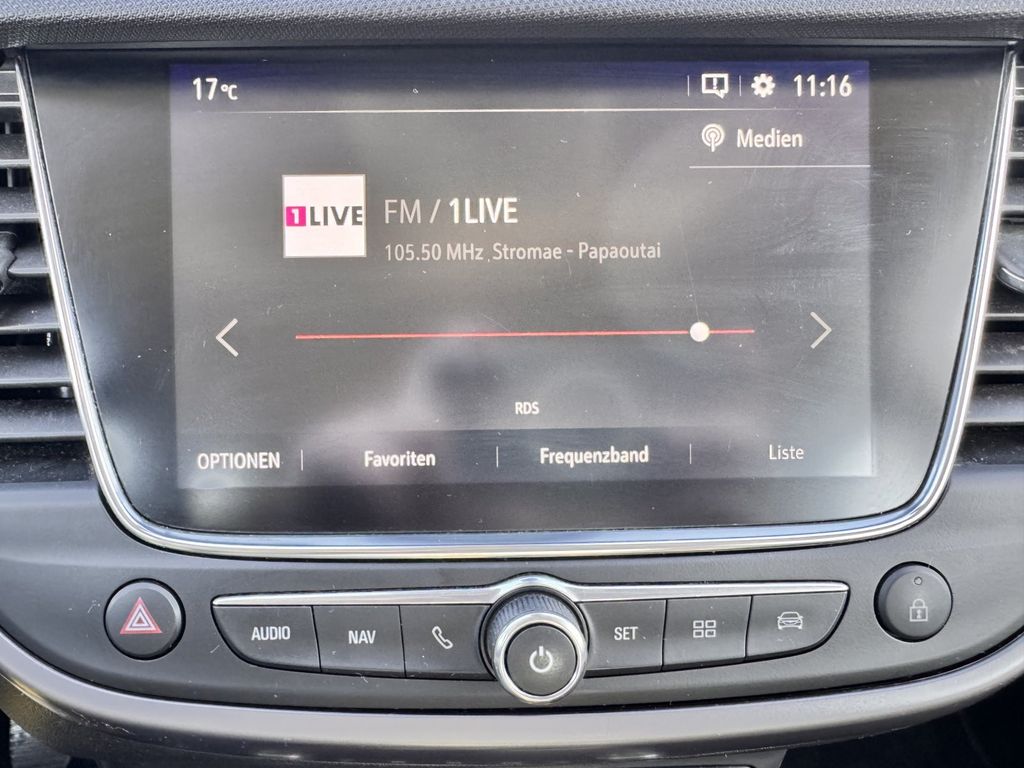 17°C
11:16
Medien
1LIVE
FM / 1LIVE
105.50 MHz Stromae - Papaoutai
RDS
OPTIONEN Favoriten Frequenzband Liste
AUDIO NAV SET